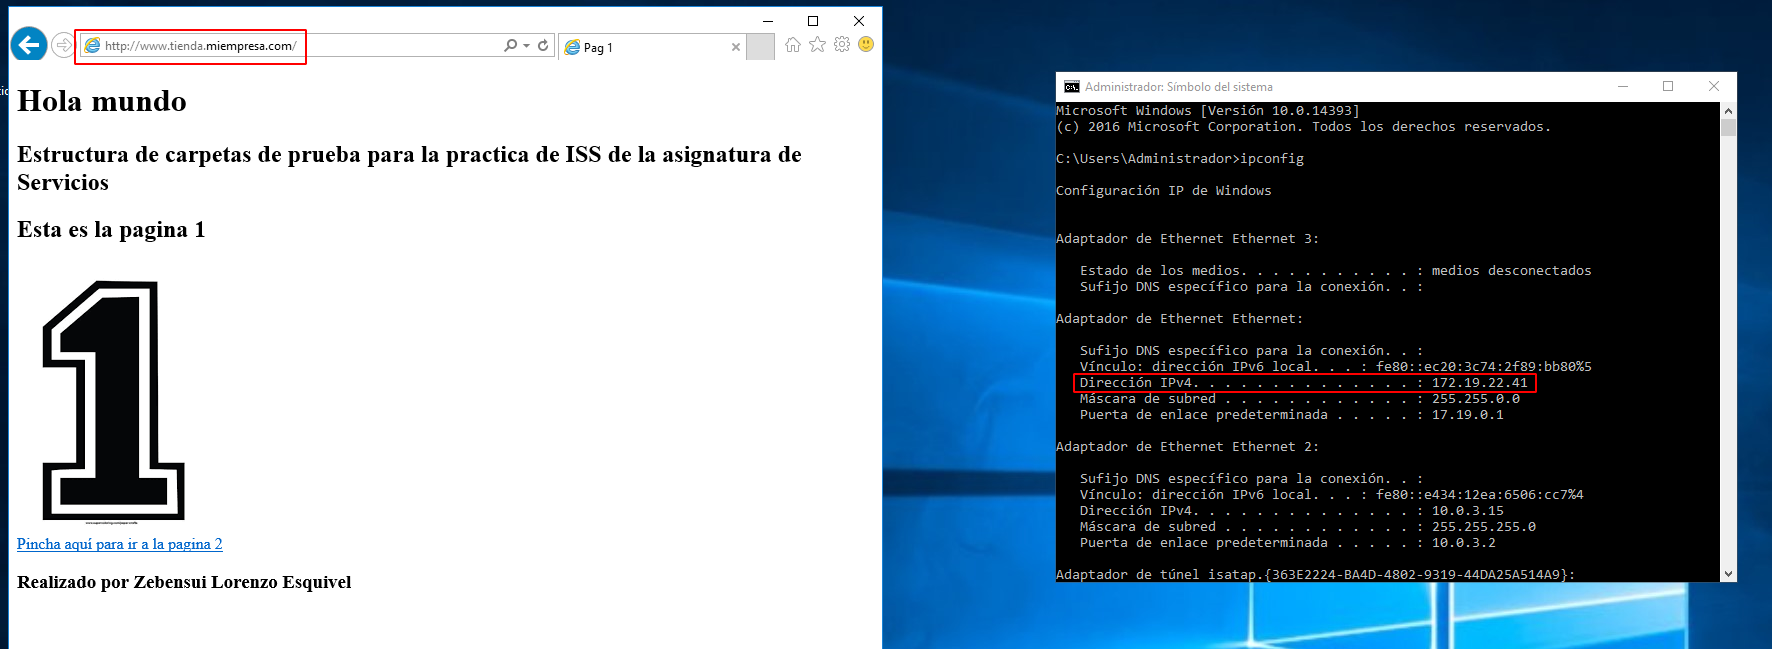 http://www.tienda.miempresa.com/
Pag 1
Hola mundo
Estructura de carpetas de prueba para la practica de ISS de la asignatura de
Servicios
Esta es la pagina 1
Pincha aquí para ir a la pagina 2
Realizado por Zebensui Lorenzo Esquivel
Administrador: Símbolo del sistema
Microsoft Windows [Versión 10.0.14393]
(c) 2016 Microsoft Corporation. Todos los derechos reservados.
C:\Users\Administrador>ipconfig
Configuración IP de Windows
Adaptador de Ethernet Ethernet 3:
Estado de los medios. . . . . . . . . . . : medios desconectados
Sufijo DNS específico para la conexión. . :
Adaptador de Ethernet Ethernet:
Sufijo DNS específico para la conexión. . :
Vínculo: dirección IPv6 local. . . : fe80::ec20:3c74:2f89:bb80%5
Dirección IPv4. . . . . . . . . . . . . . : 172.19.22.41
Máscara de subred . . . . . . . . . . . . : 255.255.0.0
Puerta de enlace predeterminada . . . . . : 17.19.0.1
Adaptador de Ethernet Ethernet 2:
Sufijo DNS específico para la conexión. . :
Vínculo: dirección IPv6 local. . . : fe80::e434:12ea:6506:cc7%4
Dirección IPv4. . . . . . . . . . . . . . : 10.0.3.15
Máscara de subred . . . . . . . . . . . . : 255.255.255.0
Puerta de enlace predeterminada . . . . . : 10.0.3.2
Adaptador de túnel isatap.{363E2224-BA4D-4802-9319-44DA25A514A9}: